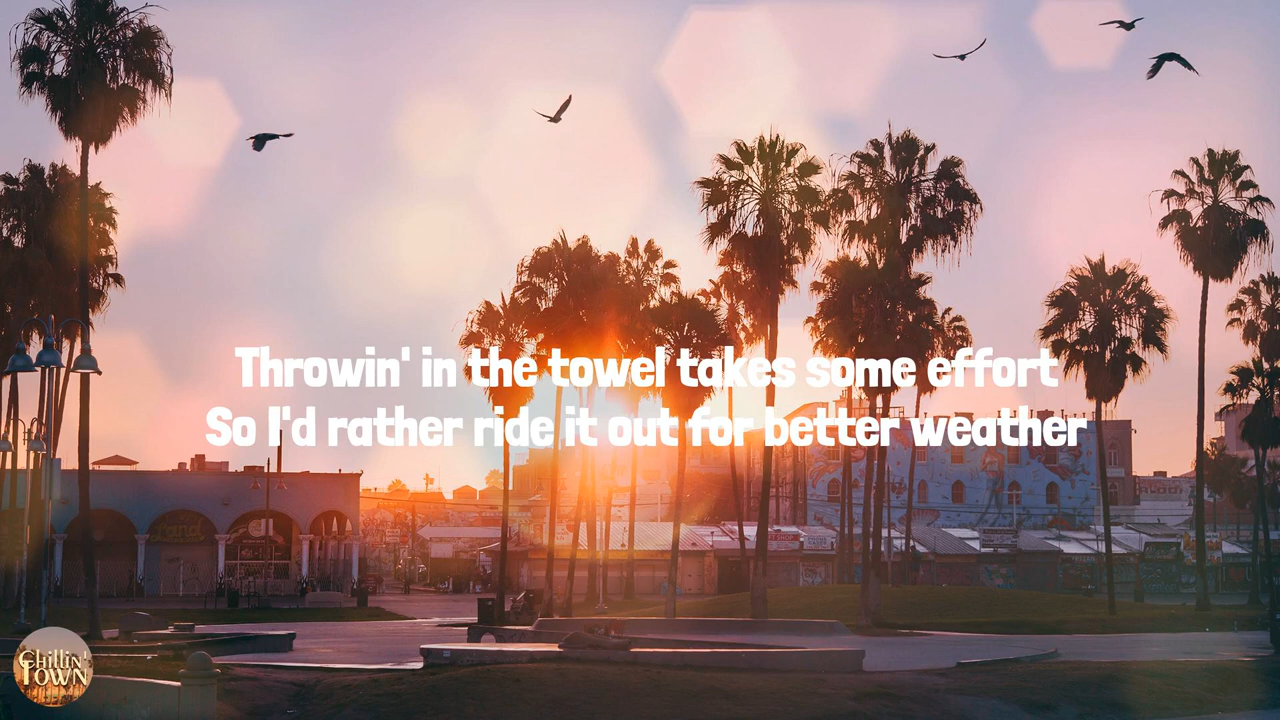 Throwin' in the towel takes some effort
So I'd rather ride it out for better weather
Chillin'
Town